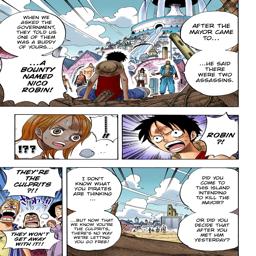 AFTER THE
MAYOR CAME
TO...
...HE SAID
THERE WERE
TWO
ASSASSINS.
WHEN WE
ASKED THE
GOVERNMENT,
THEY TOLD US
ONE OF THEM
WAS A BUDDY
OF YOURS...
...A
BOUNTY
NAMED
NICO
ROBIN!
ROBIN
?!
!!
!??
DID YOU
COME TO
THIS ISLAND
INTENDING
TO KILL THE
MAYOR?
OR DID YOU
DECIDE THAT
AFTER YOU
MET HIM
YESTERDAY?
I DON'T
KNOW WHAT
YOU PIRATES
ARE THINKING
...
...BUT NOW THAT
WE KNOW YOU'RE
THE CULPRITS,
THERE'S NO WAY
WE'RE LETTING
YOU GO FREE!
THEY'RE
THE
CULPRITS
?!!
THEY WON'T
GET AWAY
WITH IT!!